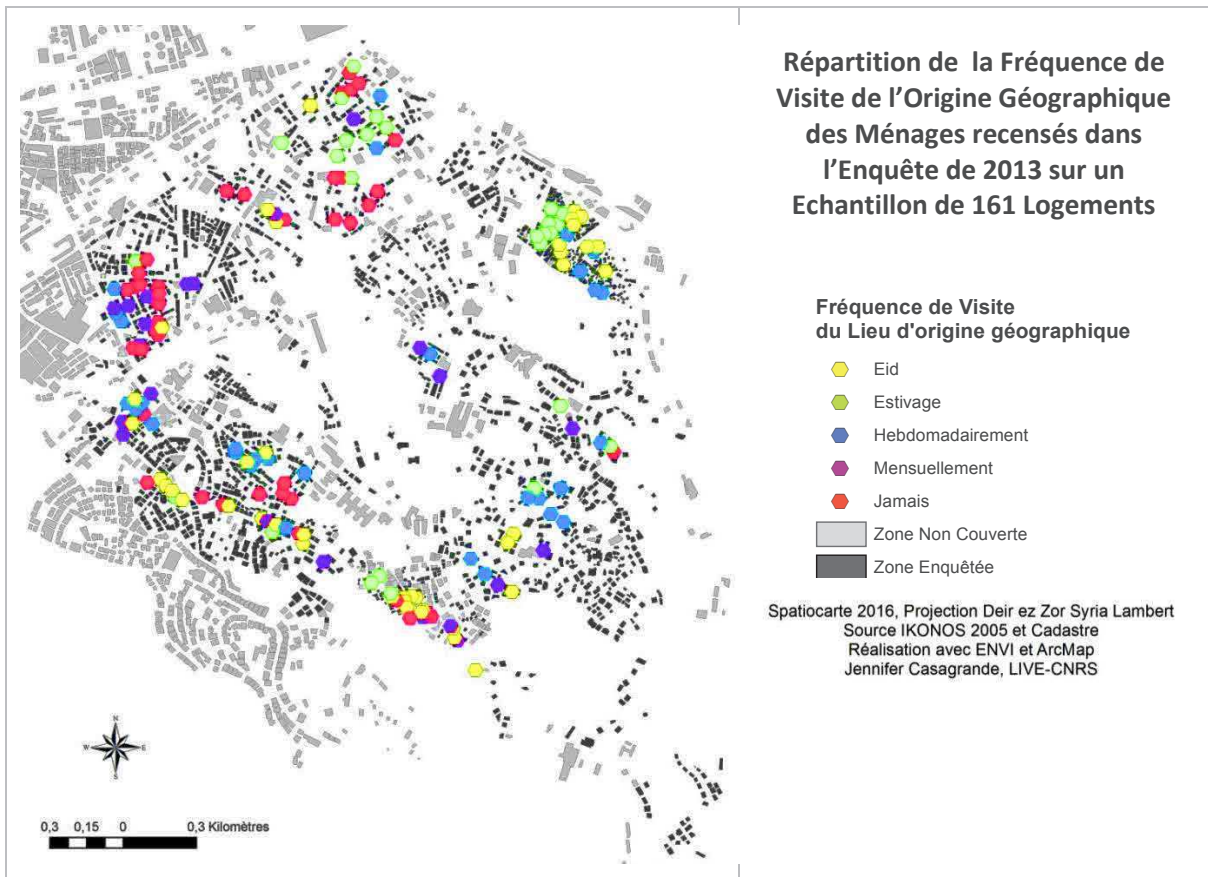 Répartition de la Fréquence de
Visite de l'Origine Géographique
des Ménages recensés dans
l'Enquête de 2013 sur un
Echantillon de 161 Logements
Fréquence de Visite
du Lieu d'origine géographique
Eid
Estivage
Hebdomadairement
Mensuellement
Jamais
Zone Non Couverte
Zone Enquêtée
Spatiocarte 2016, Projection Deir ez Zor Syria Lambert
Source IKONOS 2005 et Cadastre
Réalisation avec ENVI et ArcMap
Jennifer Casagrande, LIVE-CNRS
N
W E
S
0,3 0,15 0 0,3 Kilomètres